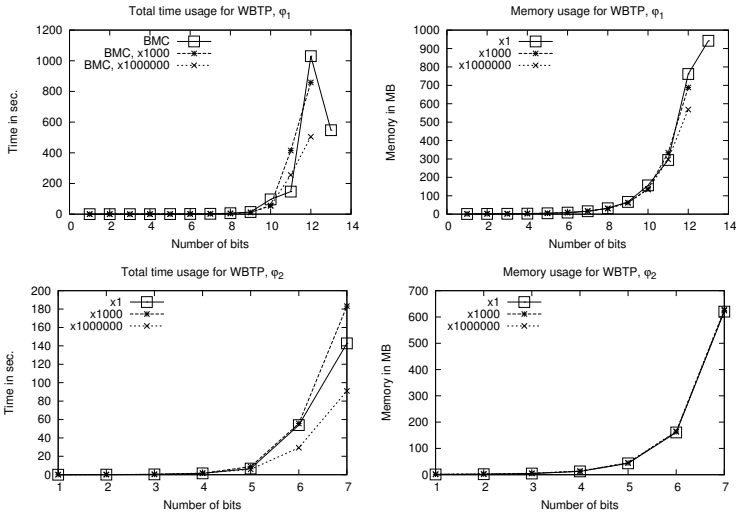 Total time usage for WBTP, φ1
1200
1000
800
600
400
200
0
0 2 4 6 8 10 12 14
Time in sec.
Number of bits
BMC
BMC, x1000
BMC, x1000000
Memory usage for WBTP, φ1
1000
900
800
700
600
500
400
300
200
100
0
0 2 4 6 8 10 12 14
Memory in MB
Number of bits
x1
x1000
x1000000
Total time usage for WBTP, φ2
200
180
160
140
120
100
80
60
40
20
0
1 2 3 4 5 6 7
Time in sec.
Number of bits
x1
x1000
x1000000
Memory usage for WBTP, φ2
700
600
500
400
300
200
100
0
1 2 3 4 5 6 7
Memory in MB
Number of bits
x1
x1000
x1000000